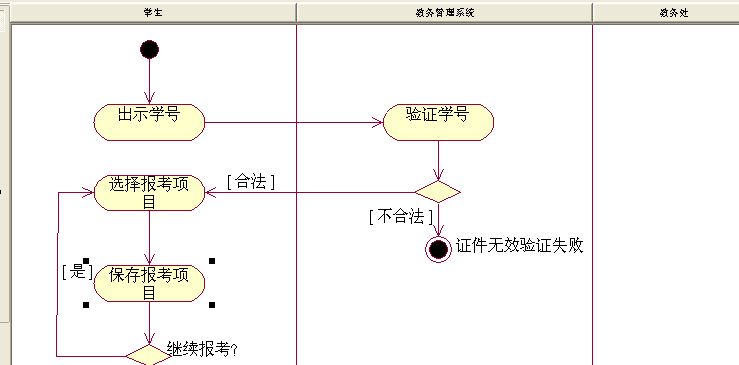 学生
教务管理系统
教务处
出示学号
验证学号
选择报考项
目
[合法]
[不合法]
证件无效验证失败
[是]
保存报考项
目
继续报考?